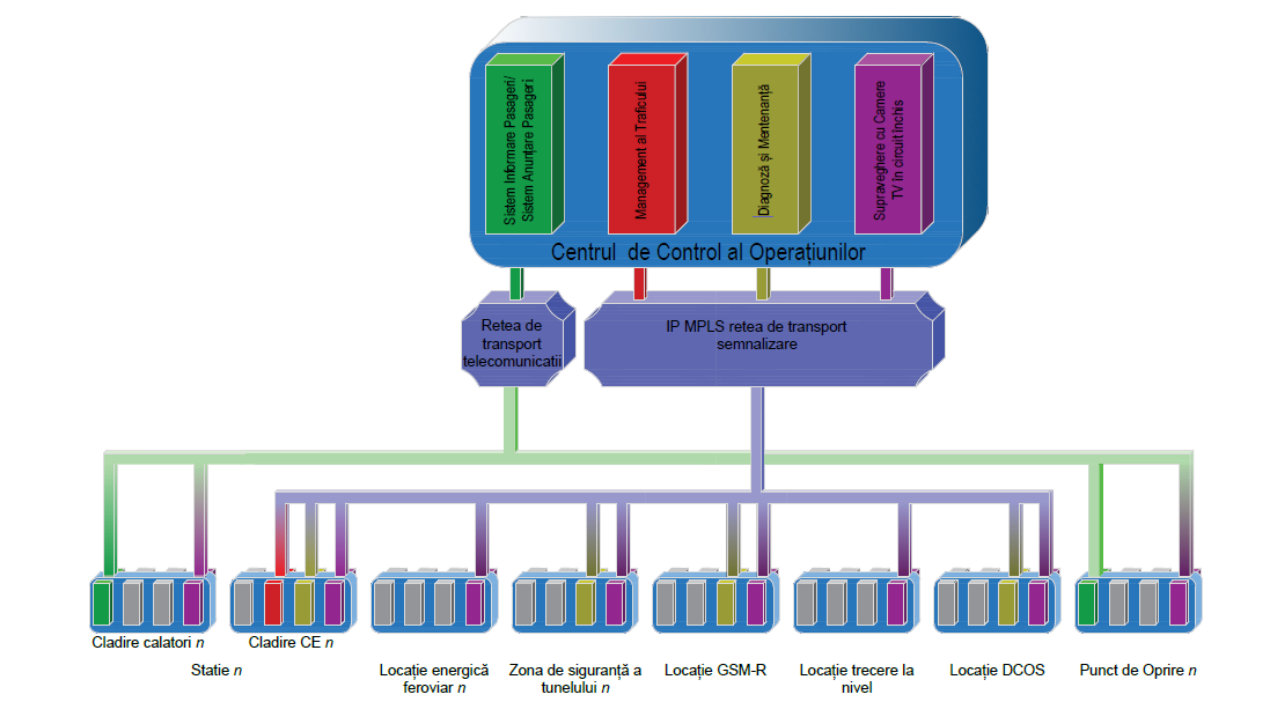 Sistem Informare Pasageri/
Sistem Anunțare Pasageri
Management al Traficului
Diagnoză și Mentenanță
Supraveghere cu Camere
TV în circuit închis
Centrul de Control al Operațiunilor
Retea de
transport
telecomunicatii
IP MPLS retea de transport
semnalizare
Cladire calatori n
Cladire CE n
Statie n
Locație energică
feroviar n
Zona de siguranță a
tunelului n
Locație GSM-R
Locație trecere la
nivel
Locație DCOS
Punct de Oprire n